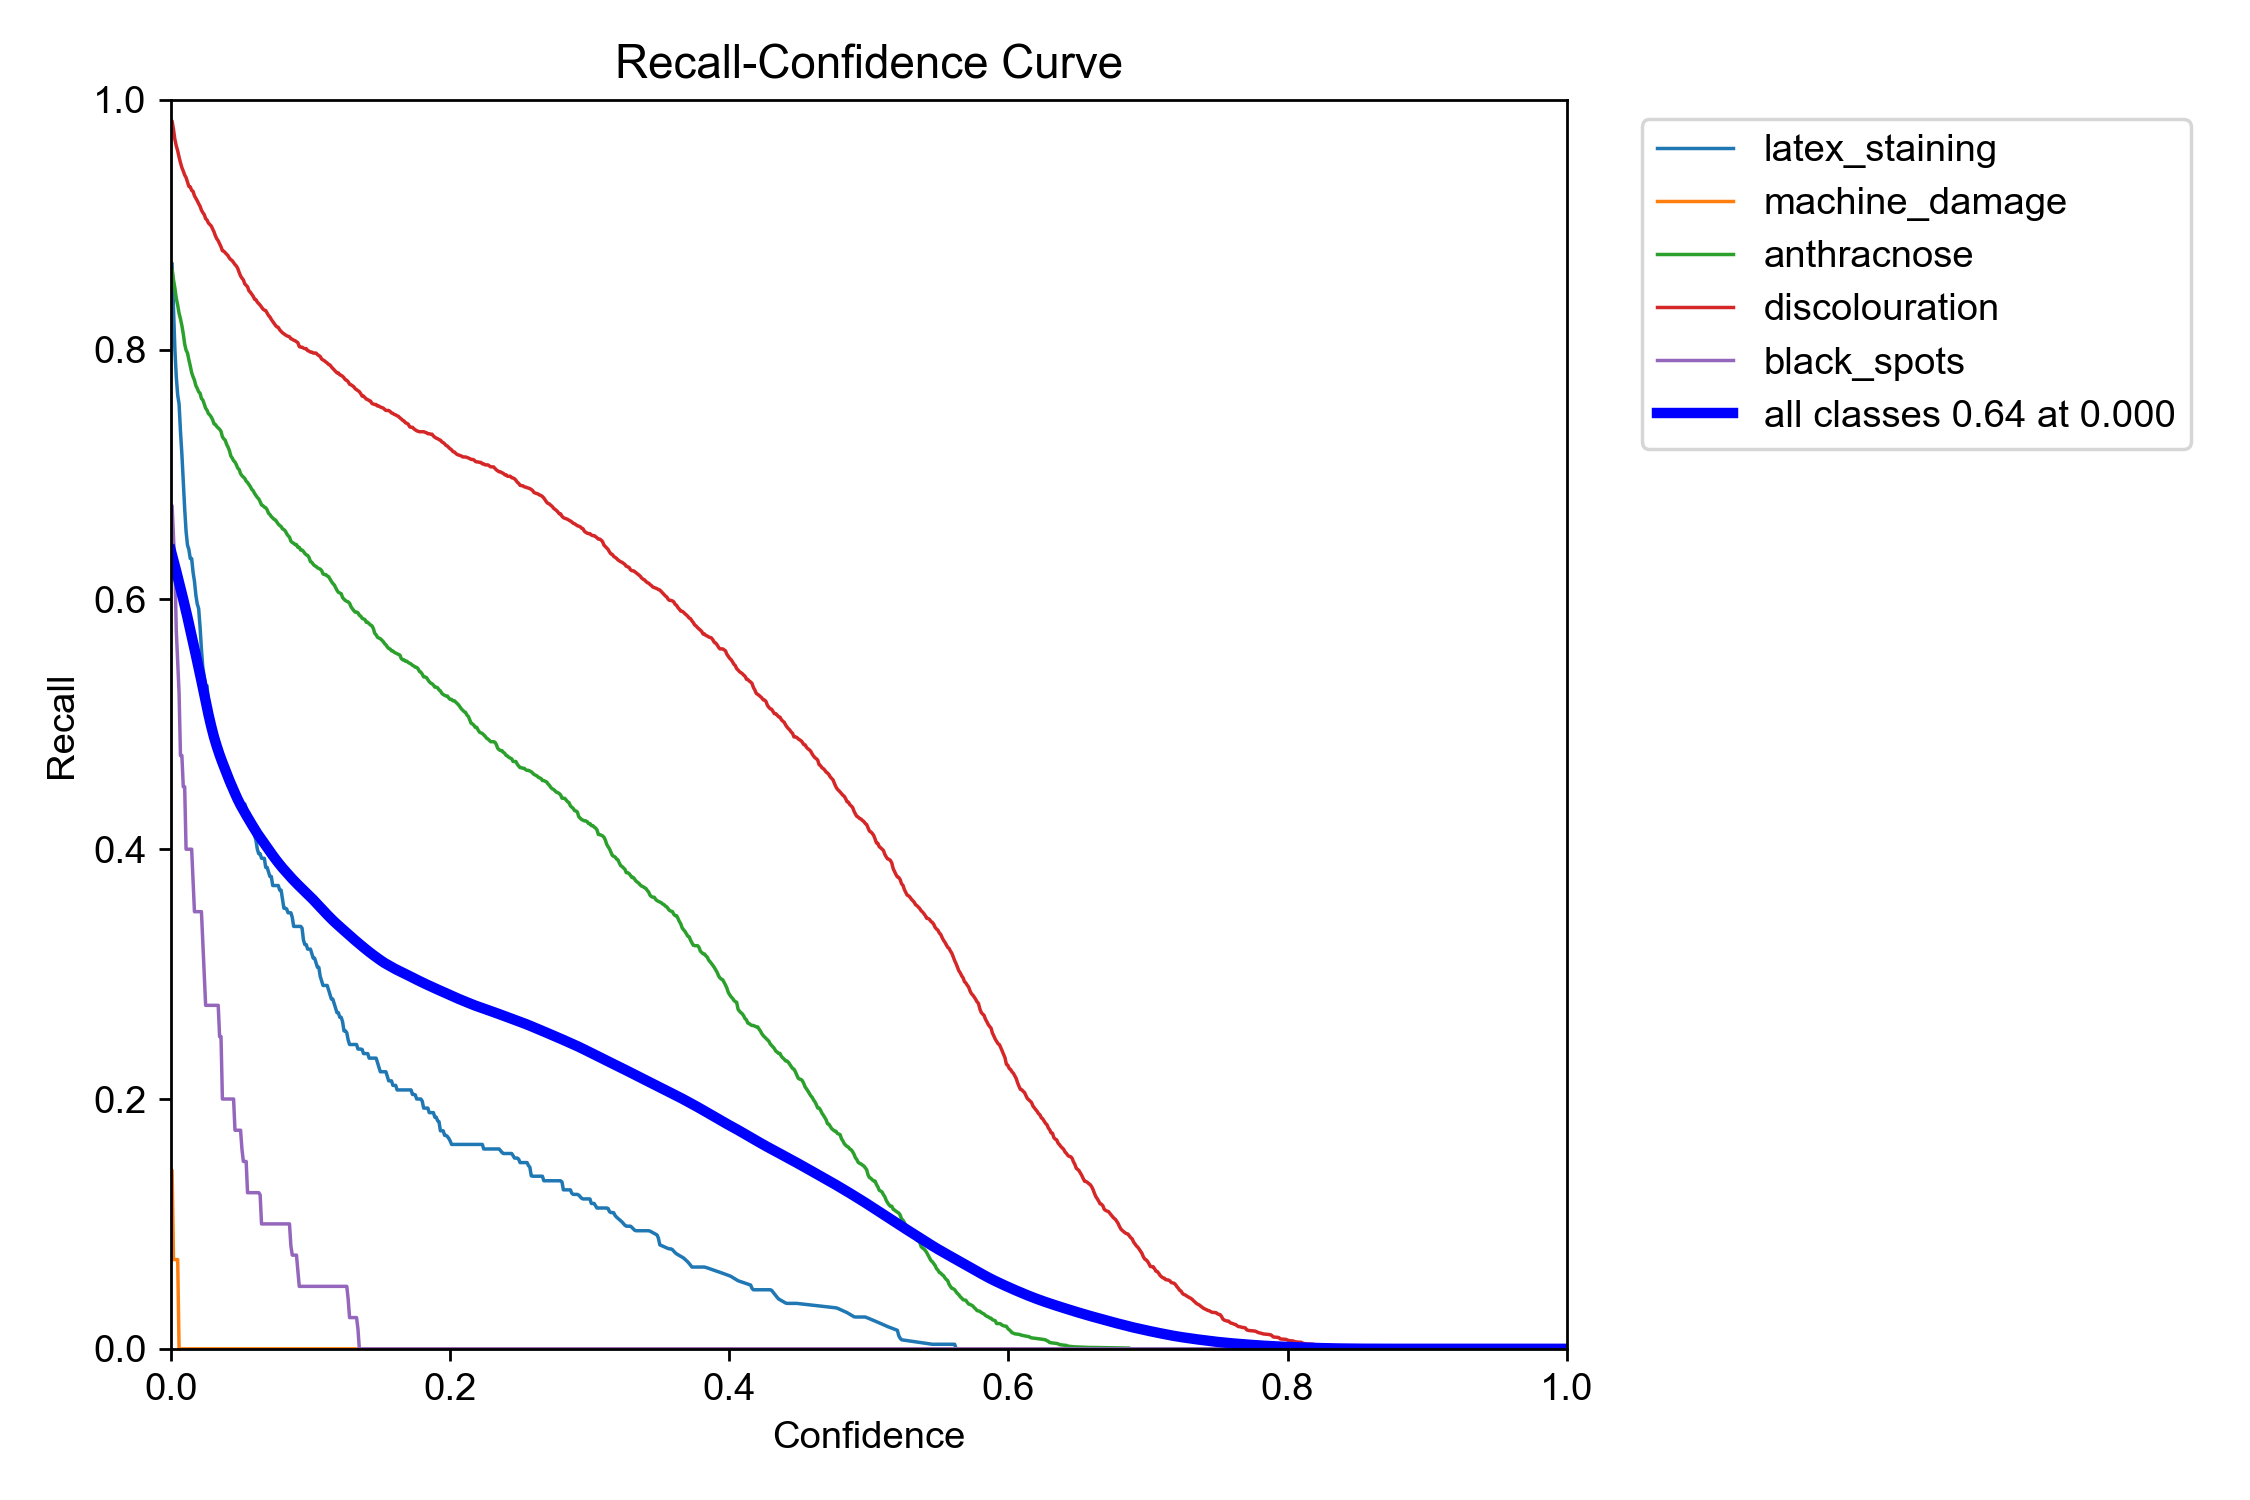 Recall-Confidence Curve
1.0
0.8
0.6
0.4
0.2
0.0
Recall
0.0 0.2 0.4 0.6 0.8 1.0
Confidence
latex_staining
machine_damage
anthracnose
discolouration
black_spots
all classes 0.64 at 0.000